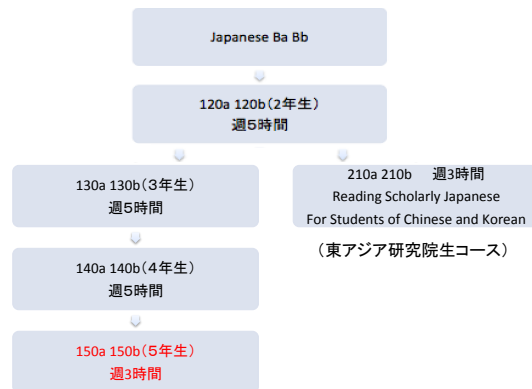 Japanese Ba Bb
120a 120b(2年生)
週5時間
130a 130b(3年生)
週5時間
210a 210b 週3時間
Reading Scholarly Japanese
For Students of Chinese and Korean
(東アジア研究院生コース)
140a 140b(4年生)
週5時間
150a 150b(5年生)
週3時間